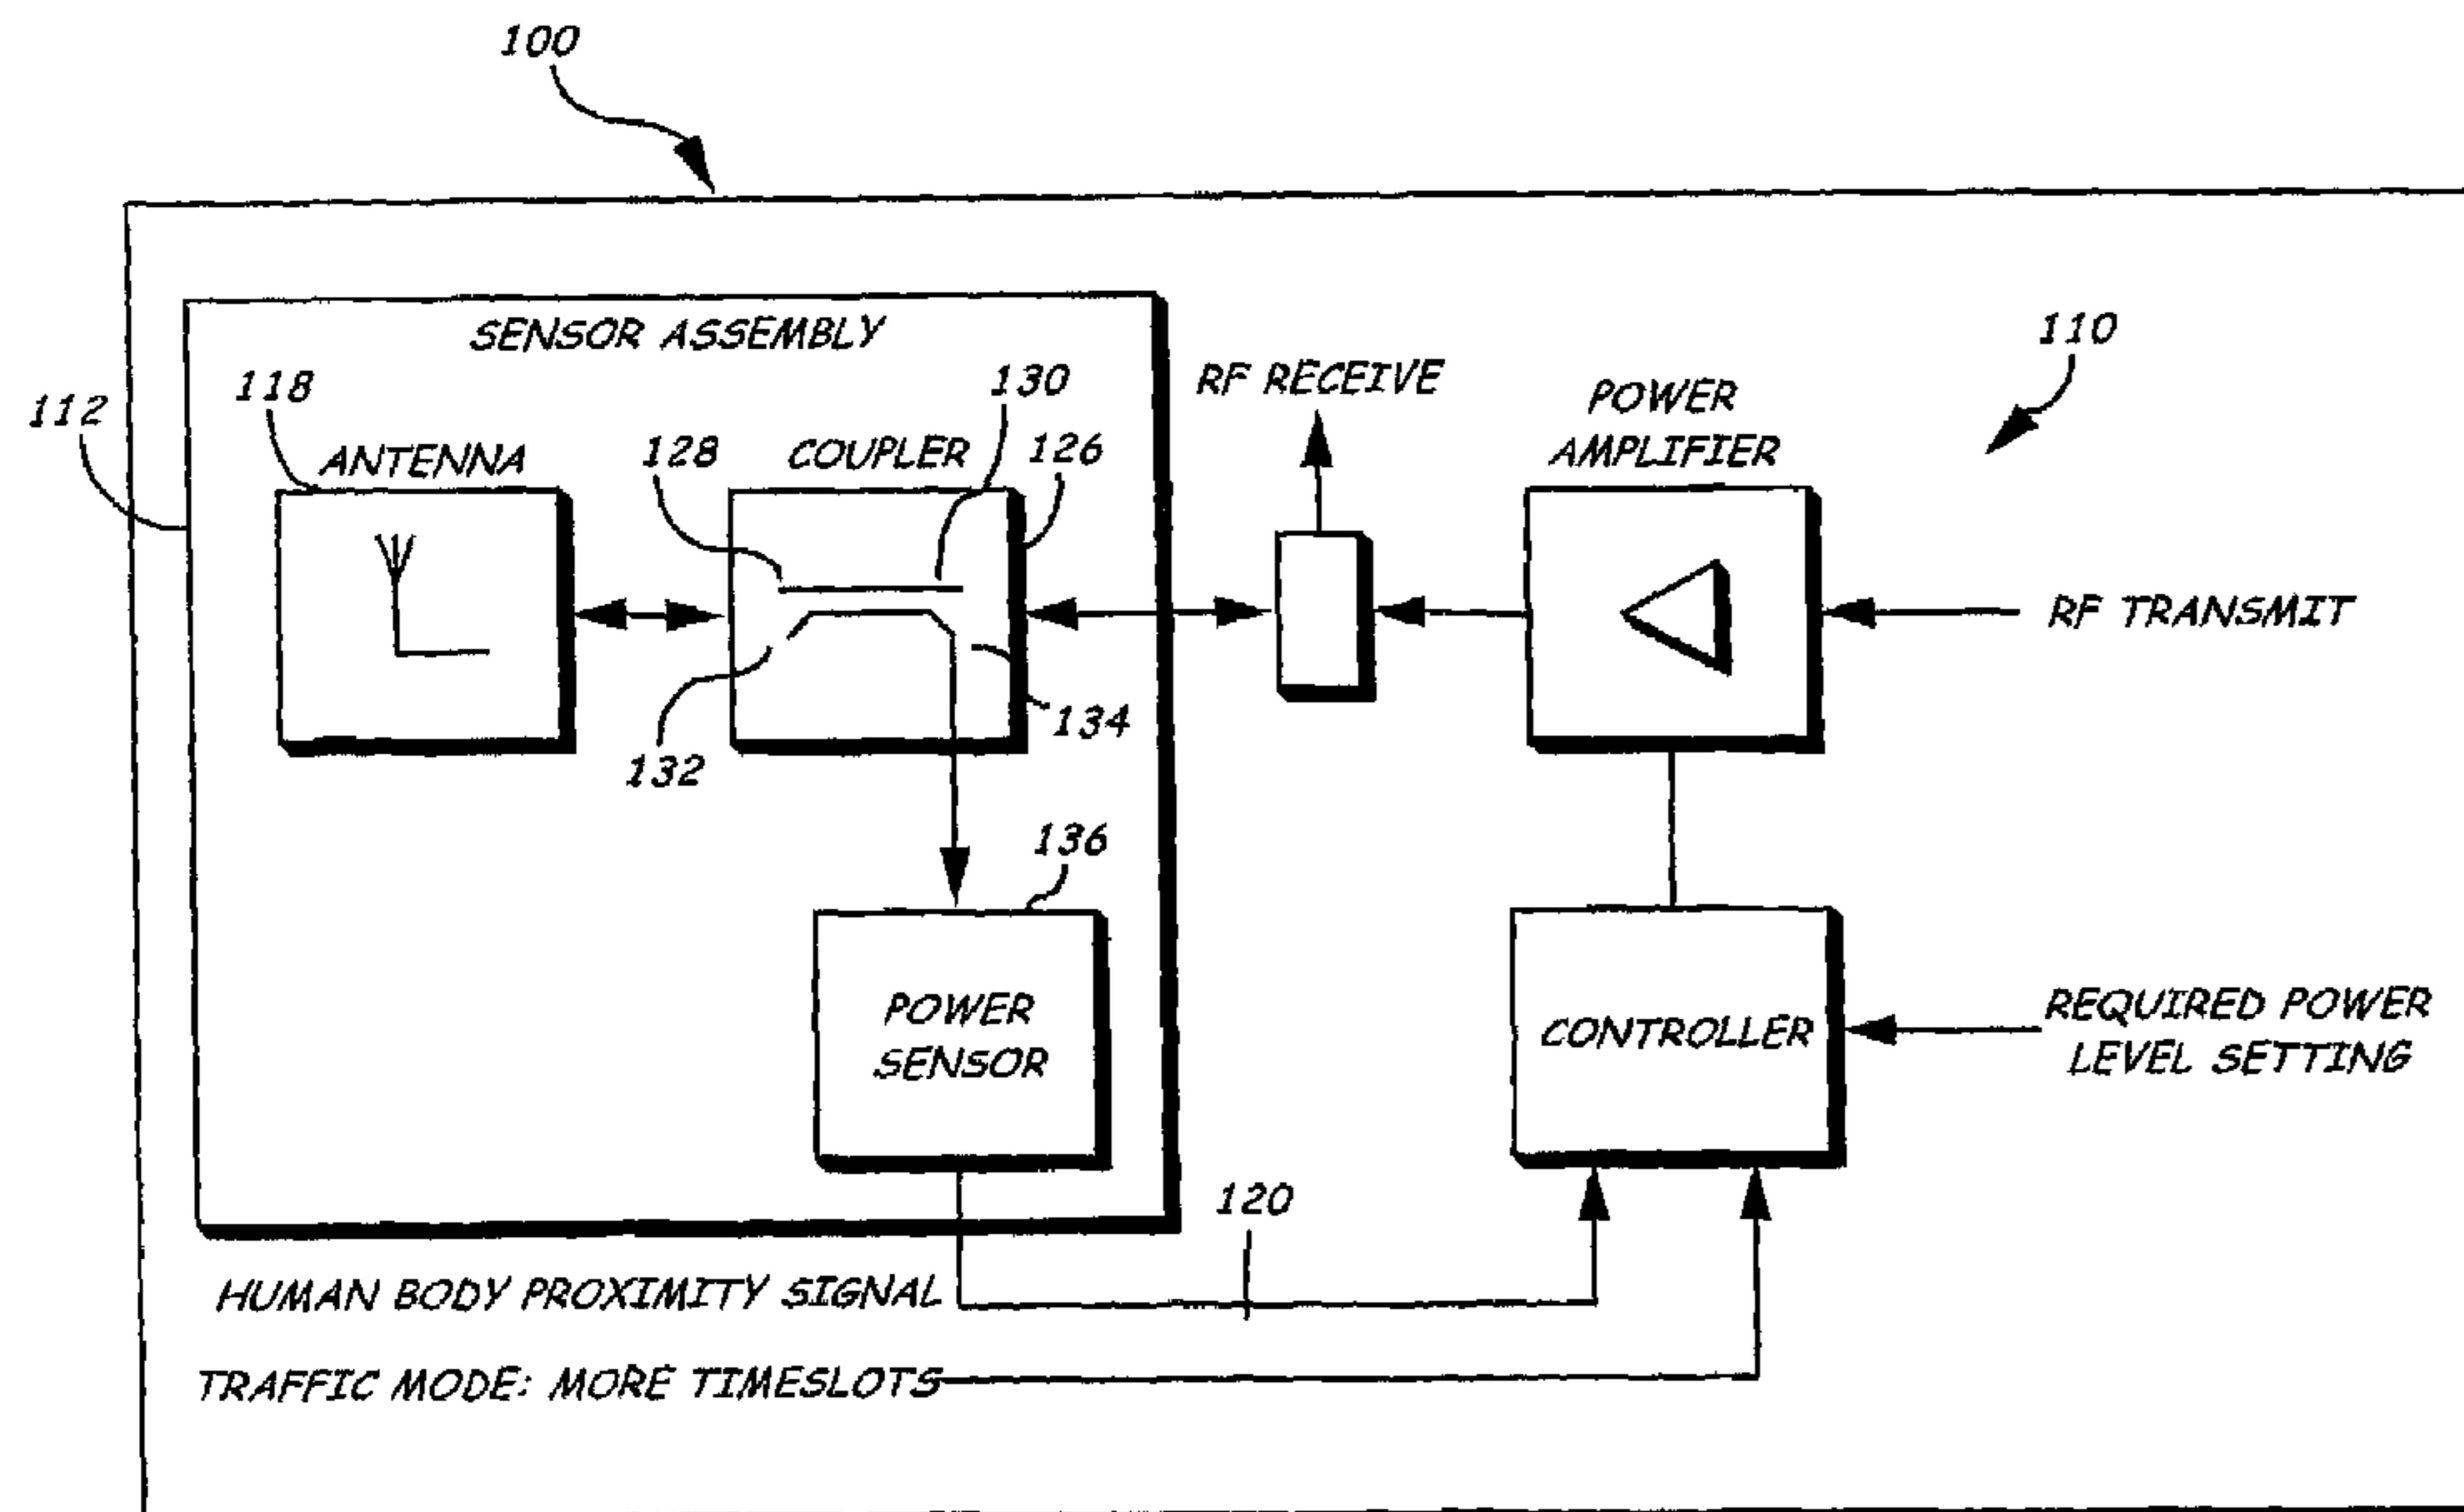 100
SENSOR ASSEMBLY
110
112
118
130
RF RECEIVE
POWER
AMPLIFIER
ANTENNA
128
COUPLER
126
RF TRANSMIT
132
134
136
POWER
SENSOR
CONTROLLER
REQUIRED POWER
LEVEL SETTING
120
HUMAN BODY PROXIMITY SIGNAL
TRAFFIC MODE: MORE TIMESLOTS